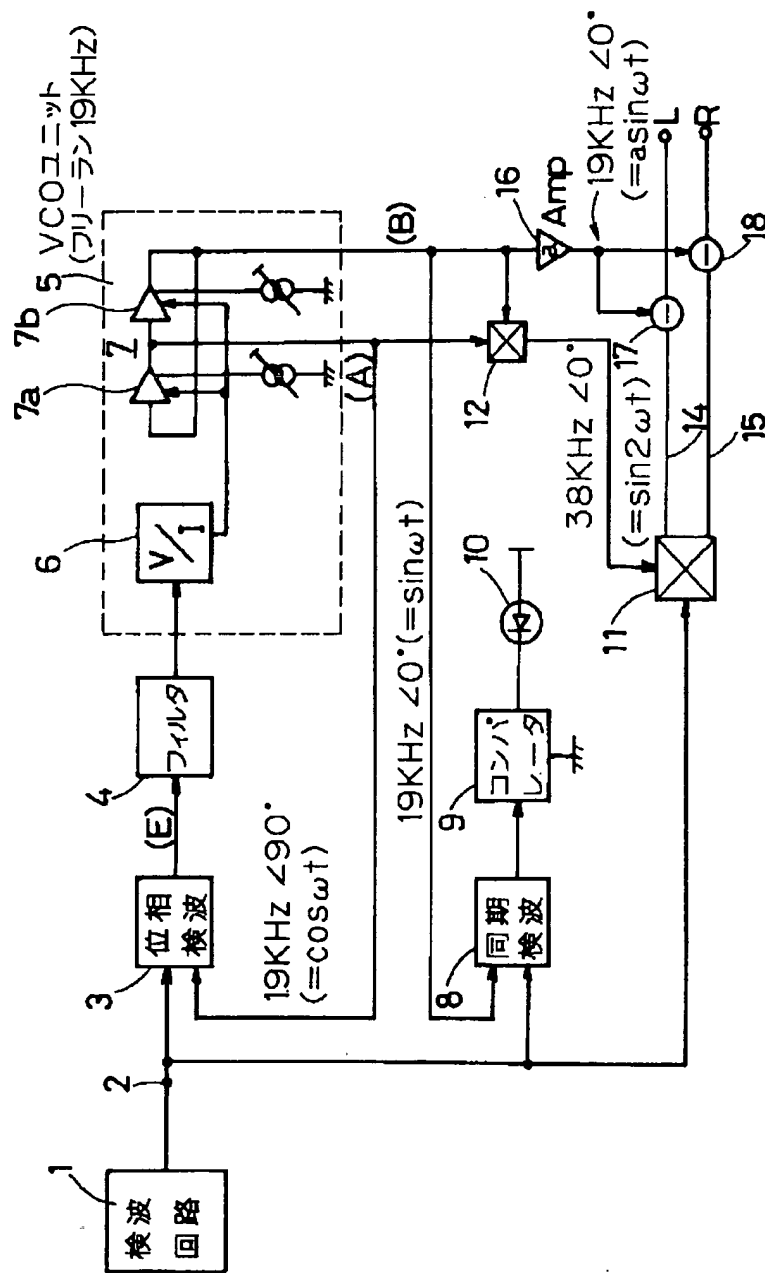 1
検波
回路
2
3
位相
検波
(E)
4
フィルタ
6
V/I
5
VCOユニット
(フリーラン19KHz)
7
7a
7b
(A)
(B)
19KHz ∠90°
(=cosωt)
19KHz ∠0°(=sinωt)
8
同期
検波
9
コンパ
レータ
10
11
12
38KHz ∠0°
(=sin2ωt)
14
15
16
a
Amp
19KHz ∠0°
(=asinωt)
17
18
L
R